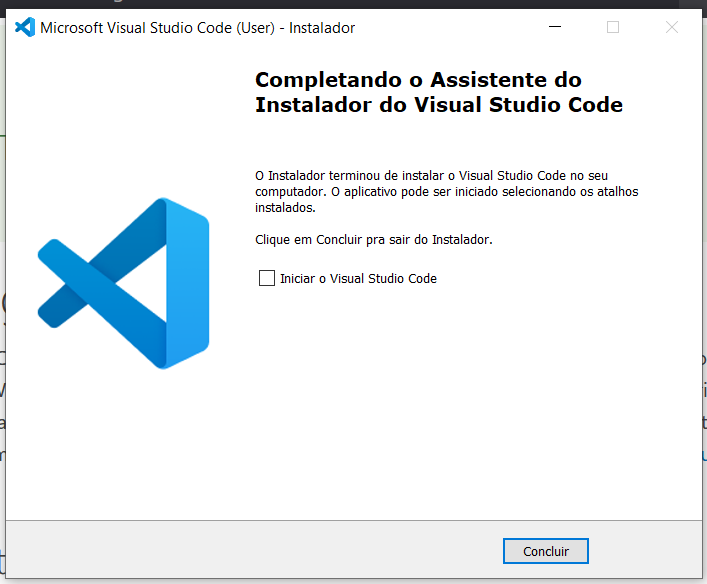 Microsoft Visual Studio Code (User) - Instalador
Completando o Assistente do
Instalador do Visual Studio Code
O Instalador terminou de instalar o Visual Studio Code no seu
computador. O aplicativo pode ser iniciado selecionando os atalhos
instalados.
Clique em Concluir pra sair do Instalador.
Iniciar o Visual Studio Code
Concluir